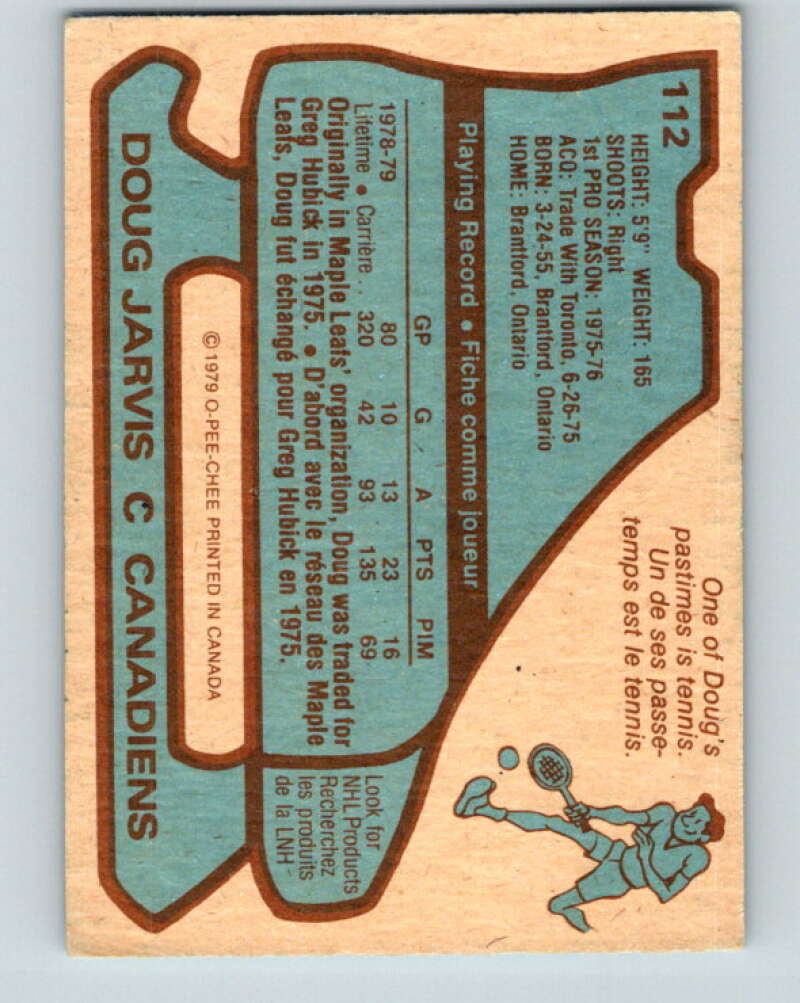 112
HEIGHT: 5'9" WEIGHT: 165
SHOOTS: Right
1st PRO SEASON: 1975-76
ACQ: Trade With Toronto, 6-26-75
BORN: 3-24-55, Brantford, Ontario
HOME: Brantford, Ontario
One of Doug's
pastimes is tennis.
Un de ses passe-
temps est le tennis.
Playing Record • Fiche comme joueur
GP G A PTS PIM
1978-79 80 10 13 23 16
Lifetime • Carrière .. 320 42 93 135 69
Originally in Maple Leafs' organization, Doug was traded for
Greg Hubick in 1975. • D'abord avec le réseau des Maple
Leafs, Doug fut échangé pour Greg Hubick en 1975.
Look for
NHL Products
Recherchez
les produits
de la LNH
©1979 O-PEE-CHEE PRINTED IN CANADA
DOUG JARVIS C CANADIENS